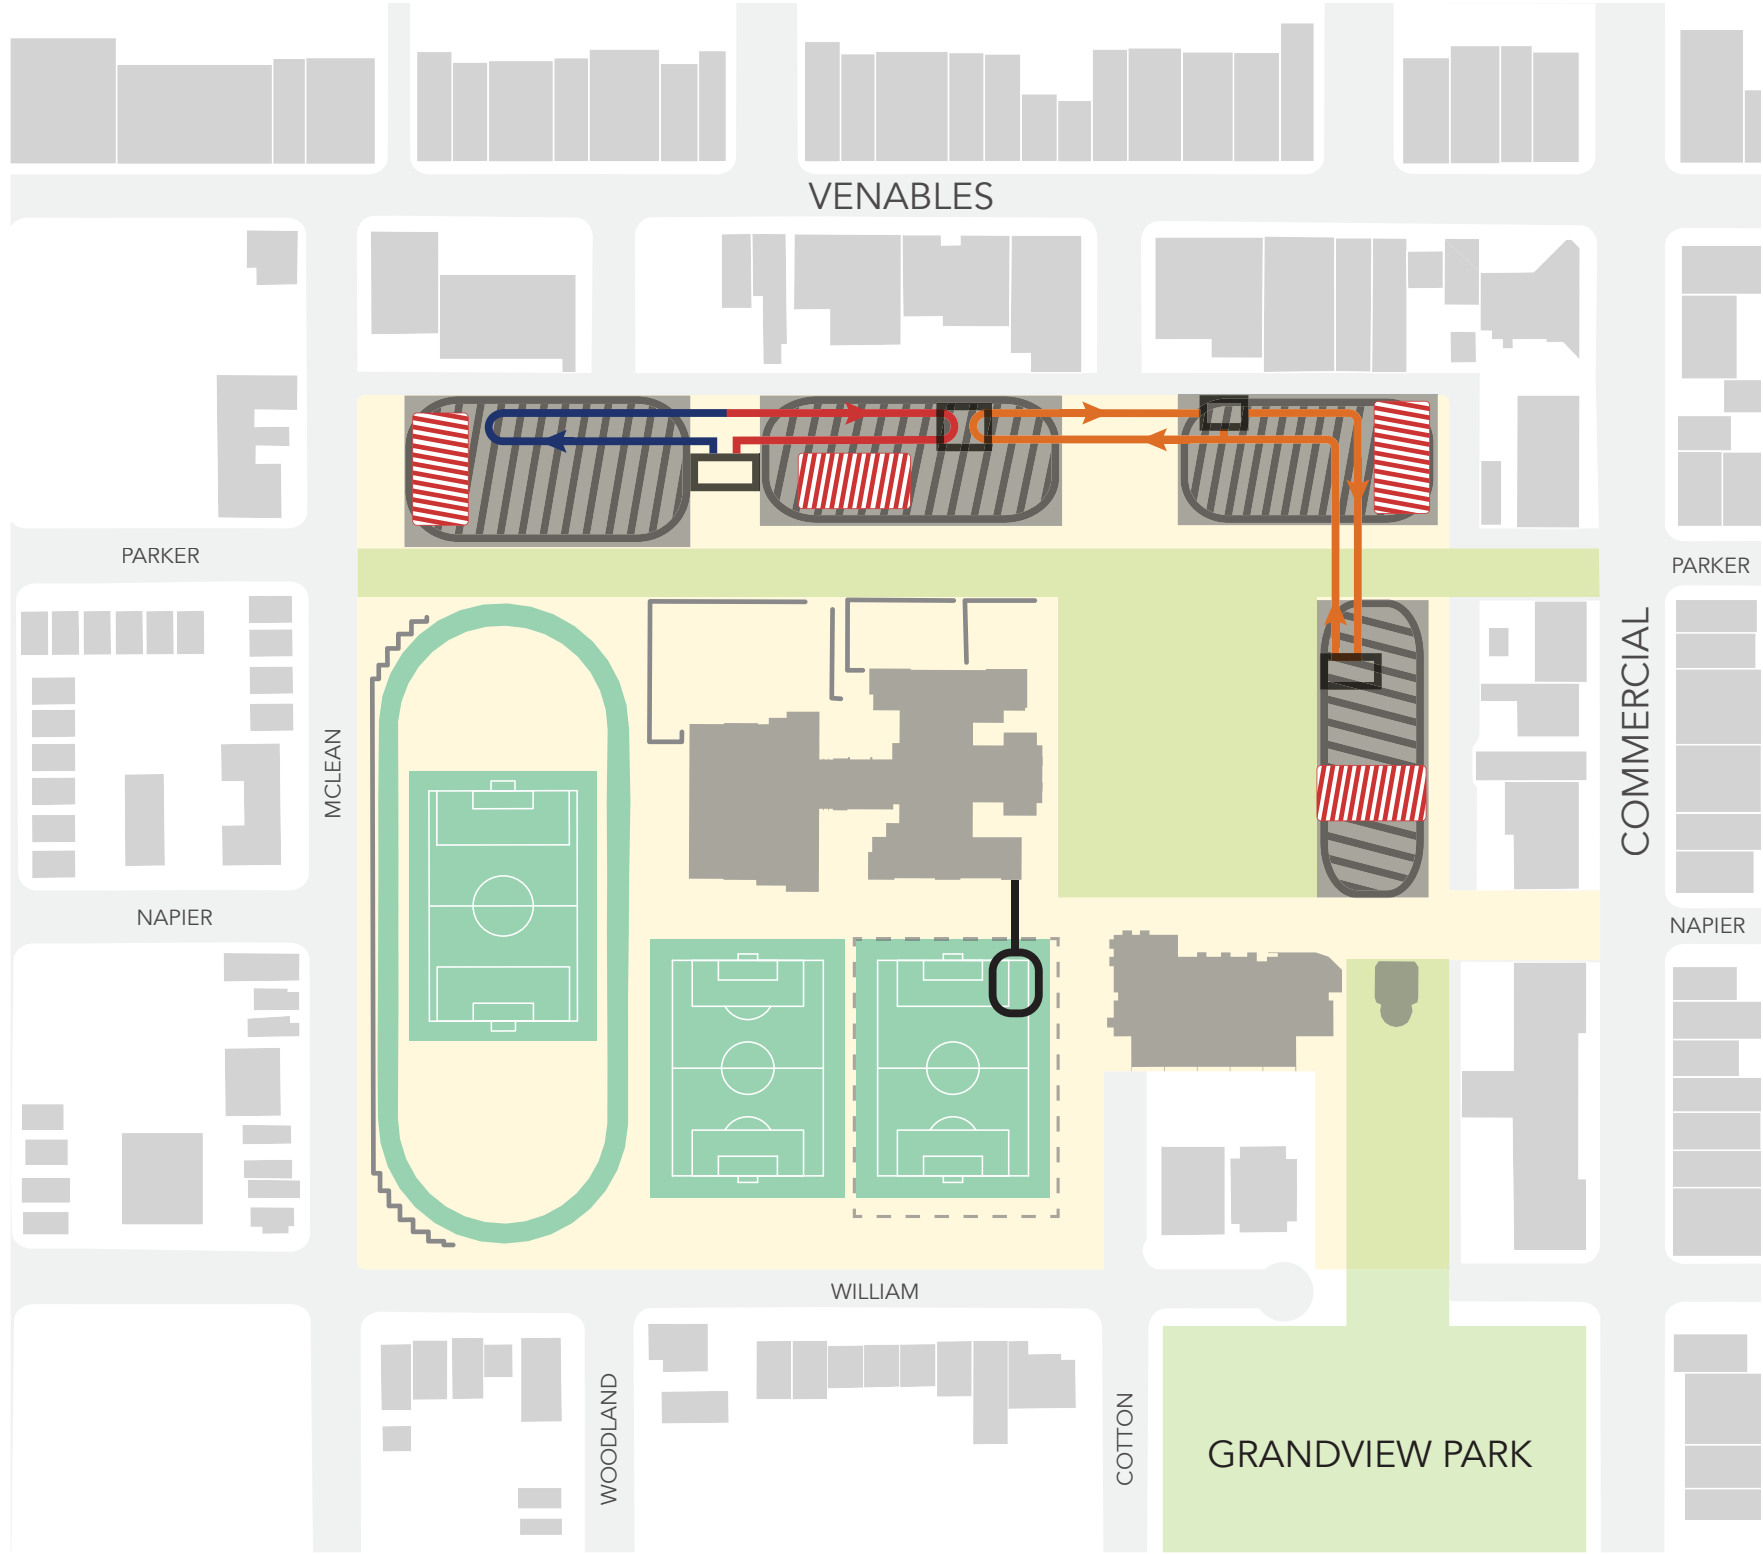 VENABLES
PARKER
PARKER
COMMERCIAL
MCLEAN
NAPIER
NAPIER
WILLIAM
WOODLAND
COTTON
GRANDVIEW PARK